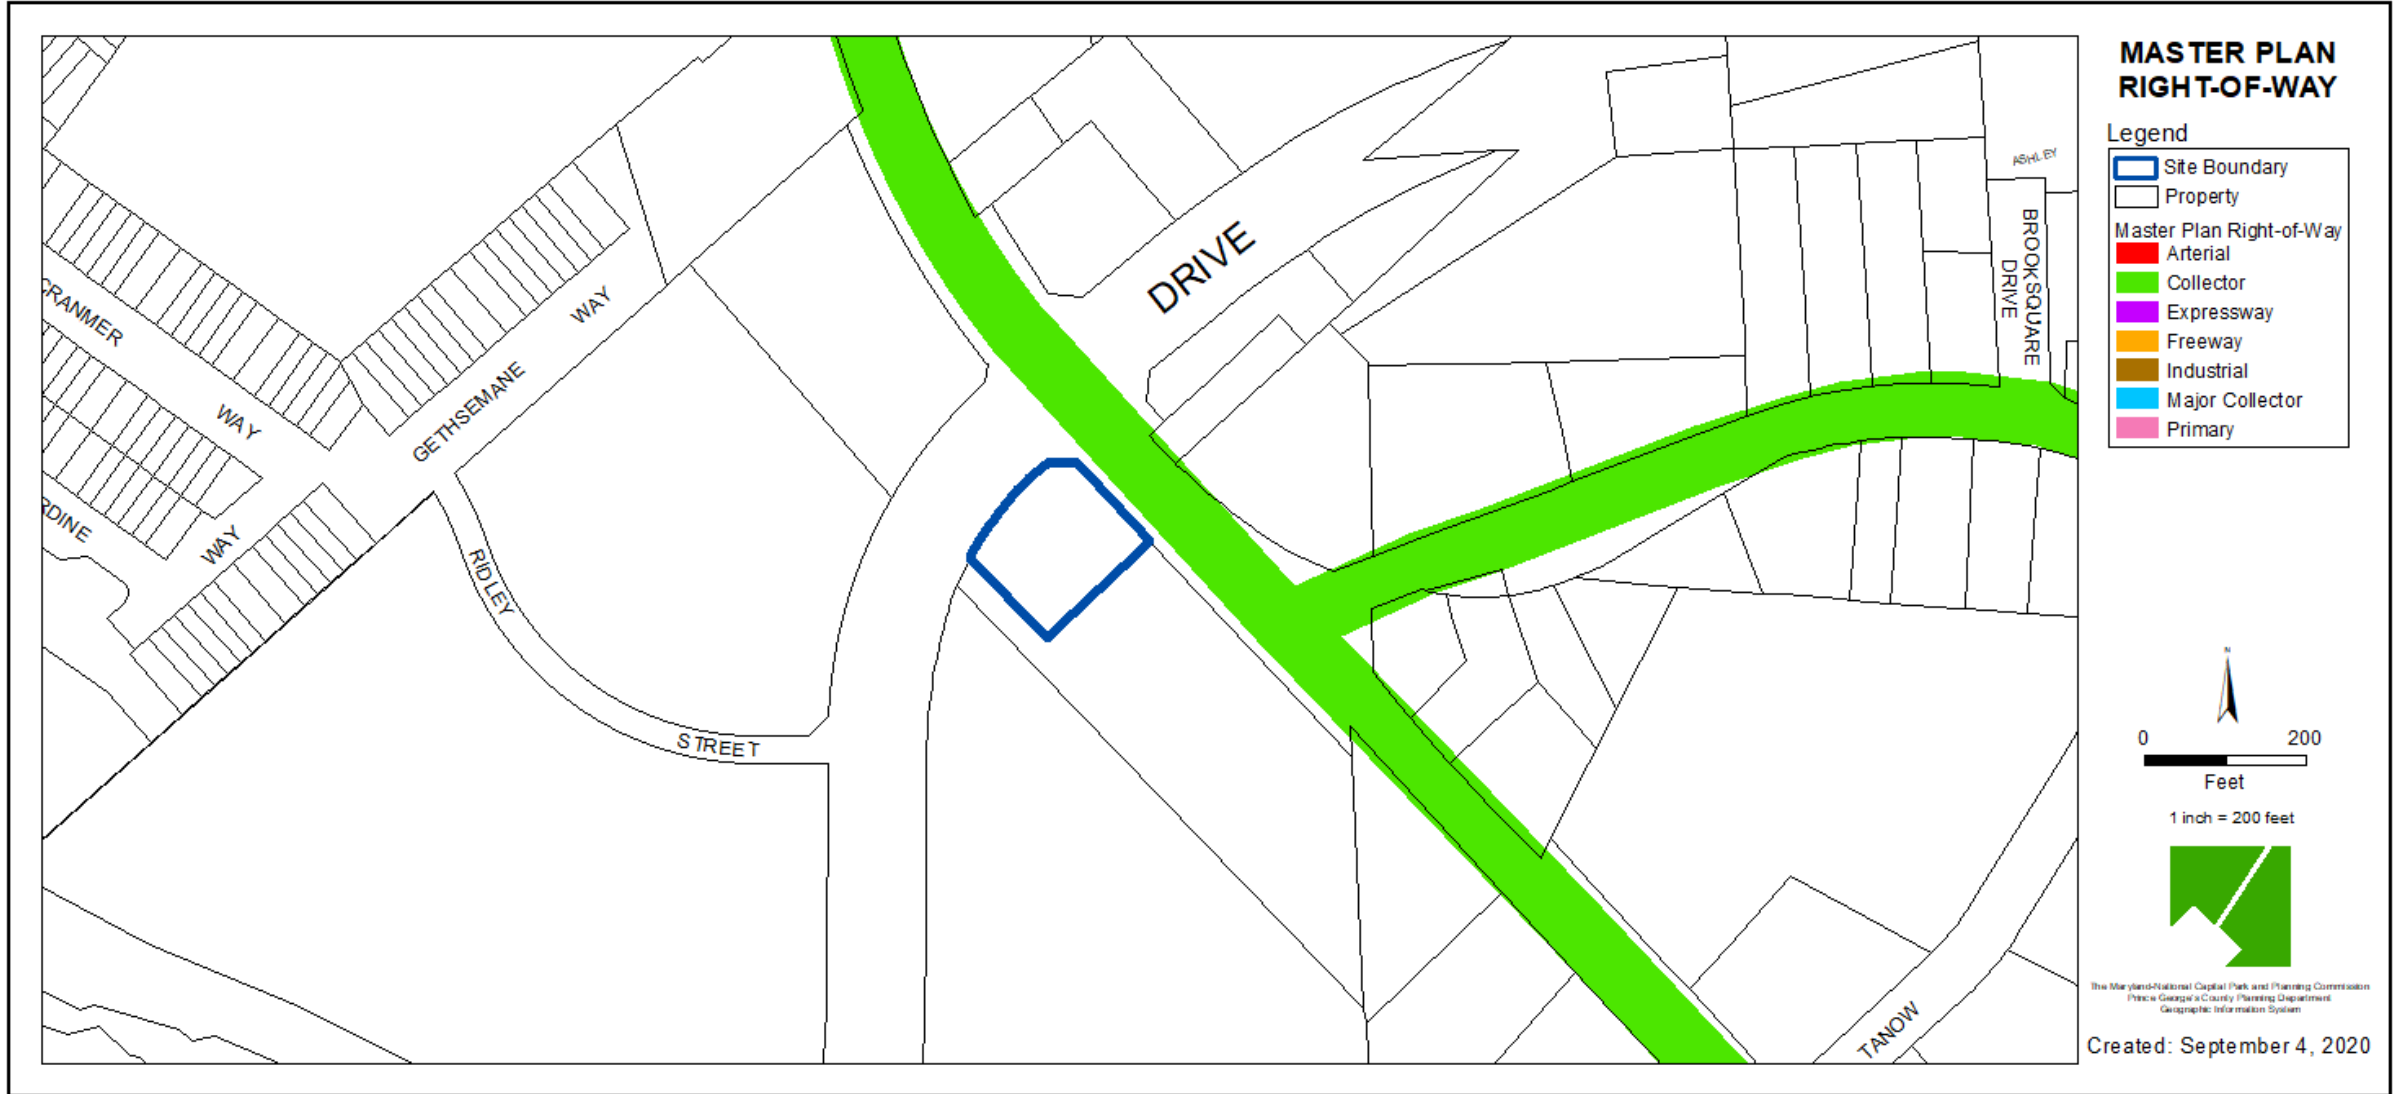 MASTER PLAN
RIGHT-OF-WAY
Legend
Site Boundary
Property
Master Plan Right-of-Way
Arterial
Collector
Expressway
Freeway
Industrial
Major Collector
Primary
N
0 200
Feet
1 inch = 200 feet
The Maryland-National Capital Park and Planning Commission
Prince George's County Planning Department
Geographic Information System
Created: September 4, 2020
DRIVE
ASHLEY
BROOKSQUARE
DRIVE
CRANMER
WAY
GETHSEMANE
WAY
RDINE
WAY
RIDLEY
STREET
TANOW